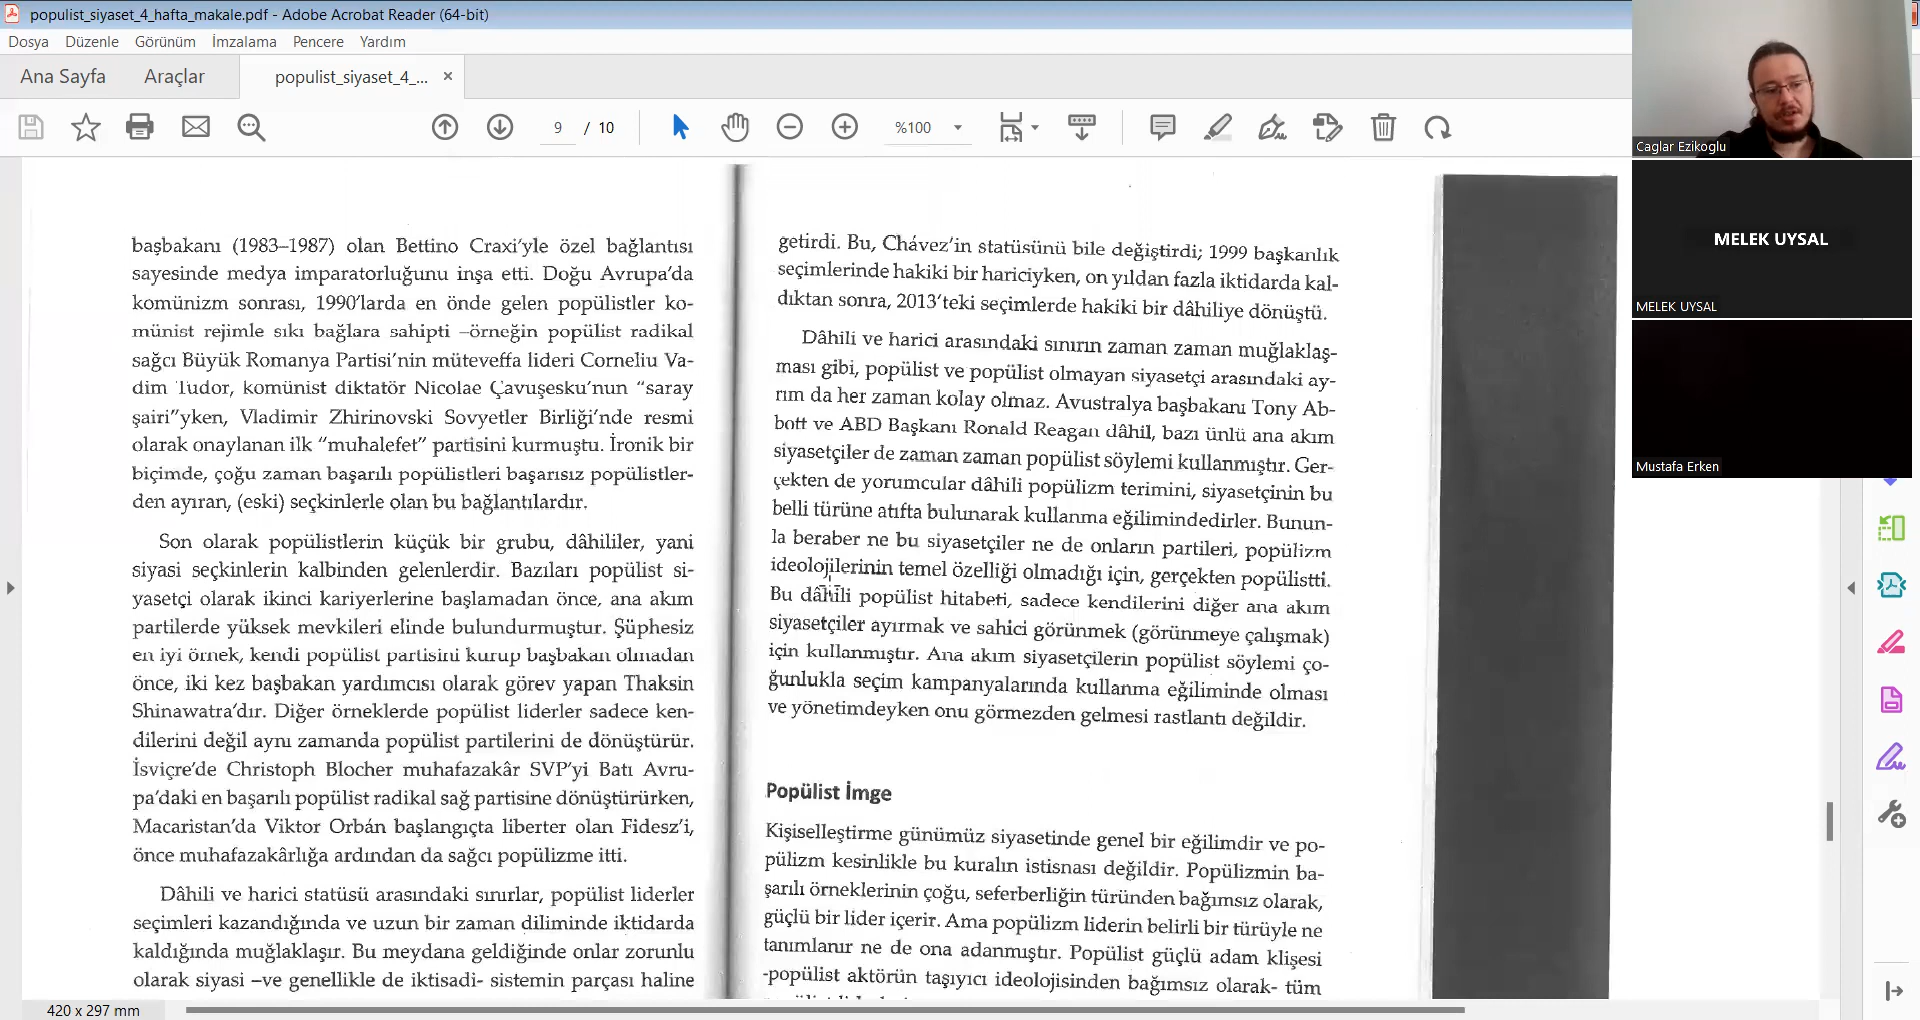 populist_siyaset_4_hafta_makale.pdf - Adobe Acrobat Reader (64-bit)
Dosya Düzenle Görünüm İmzalama Pencere Yardım
Ana Sayfa Araçlar populist_siyaset_4_... ×
9 / 10 %100
başbakanı (1983–1987) olan Bettino Craxi'yle özel bağlantısı
sayesinde medya imparatorluğunu inşa etti. Doğu Avrupa'da
komünizm sonrası, 1990'larda en önde gelen popülistler ko-
münist rejimle sıkı bağlara sahipti –örneğin popülist radikal
sağcı Büyük Romanya Partisi'nin müteveffa lideri Corneliu Va-
dim Tudor, komünist diktatör Nicolae Çavuşesku'nun “saray
şairi”yken, Vladimir Zhirinovski Sovyetler Birliği'nde resmi
olarak onaylanan ilk “muhalefet” partisini kurmuştu. İronik bir
biçimde, çoğu zaman başarılı popülistleri başarısız popülistler-
den ayıran, (eski) seçkinlerle olan bu bağlantılardır.
Son olarak popülistlerin küçük bir grubu, dâhililer, yani
siyasi seçkinlerin kalbinden gelenlerdir. Bazıları popülist si-
yasetçi olarak ikinci kariyerlerine başlamadan önce, ana akım
partilerde yüksek mevkileri elinde bulundurmuştur. Şüphesiz
en iyi örnek, kendi popülist partisini kurup başbakan olmadan
önce, iki kez başbakan yardımcısı olarak görev yapan Thaksin
Shinawatra'dır. Diğer örneklerde popülist liderler sadece ken-
dilerini değil aynı zamanda popülist partilerini de dönüştürür.
İsviçre'de Christoph Blocher muhafazakâr SVP'yi Batı Avru-
pa'daki en başarılı popülist radikal sağ partisine dönüştürürken,
Macaristan'da Viktor Orbán başlangıçta liberter olan Fidesz'i,
önce muhafazakârlığa ardından da sağcı popülizme itti.
Dâhili ve harici statüsü arasındaki sınırlar, popülist liderler
seçimleri kazandığında ve uzun bir zaman diliminde iktidarda
kaldığında muğlaklaşır. Bu meydana geldiğinde onlar zorunlu
olarak siyasi –ve genellikle de iktisadi- sistemin parçası haline
getirdi. Bu, Chávez'in statüsünü bile değiştirdi; 1999 başkanlık
seçimlerinde hakiki bir hariciyken, on yıldan fazla iktidarda kal-
dıktan sonra, 2013'teki seçimlerde hakiki bir dâhiliye dönüştü.
Dâhili ve harici arasındaki sınırın zaman zaman muğlaklaş-
ması gibi, popülist ve popülist olmayan siyasetçi arasındaki ay-
rım da her zaman kolay olmaz. Avustralya başbakanı Tony Ab-
bott ve ABD Başkanı Ronald Reagan dâhil, bazı ünlü ana akım
siyasetçiler de zaman zaman popülist söylemi kullanmıştır. Ger-
çekten de yorumcular dâhili popülizm terimini, siyasetçinin bu
belli türüne atıfta bulunarak kullanma eğilimindedirler. Bunun-
la beraber ne bu siyasetçiler ne de onların partileri, popülizm
ideolojilerinin temel özelliği olmadığı için, gerçekten popülistti.
Bu dâhili popülist hitabeti, sadece kendilerini diğer ana akım
siyasetçiler ayırmak ve sahici görünmek (görünmeye çalışmak)
için kullanmıştır. Ana akım siyasetçilerin popülist söylemi ço-
ğunlukla seçim kampanyalarında kullanma eğiliminde olması
ve yönetimdeyken onu görmezden gelmesi rastlantı değildir.
Popülist İmge
Kişiselleştirme günümüz siyasetinde genel bir eğilimdir ve po-
pülizm kesinlikle bu kuralın istisnası değildir. Popülizmin ba-
şarılı örneklerinin çoğu, seferberliğin türünden bağımsız olarak,
güçlü bir lider içerir. Ama popülizm liderin belirli bir türüyle ne
tanımlanır ne de ona adanmıştır. Popülist güçlü adam klişesi
-popülist aktörün taşıyıcı ideolojisinden bağımsız olarak- tüm
420 x 297 mm
Caglar Ezikoglu
MELEK UYSAL
MELEK UYSAL
Mustafa Erken